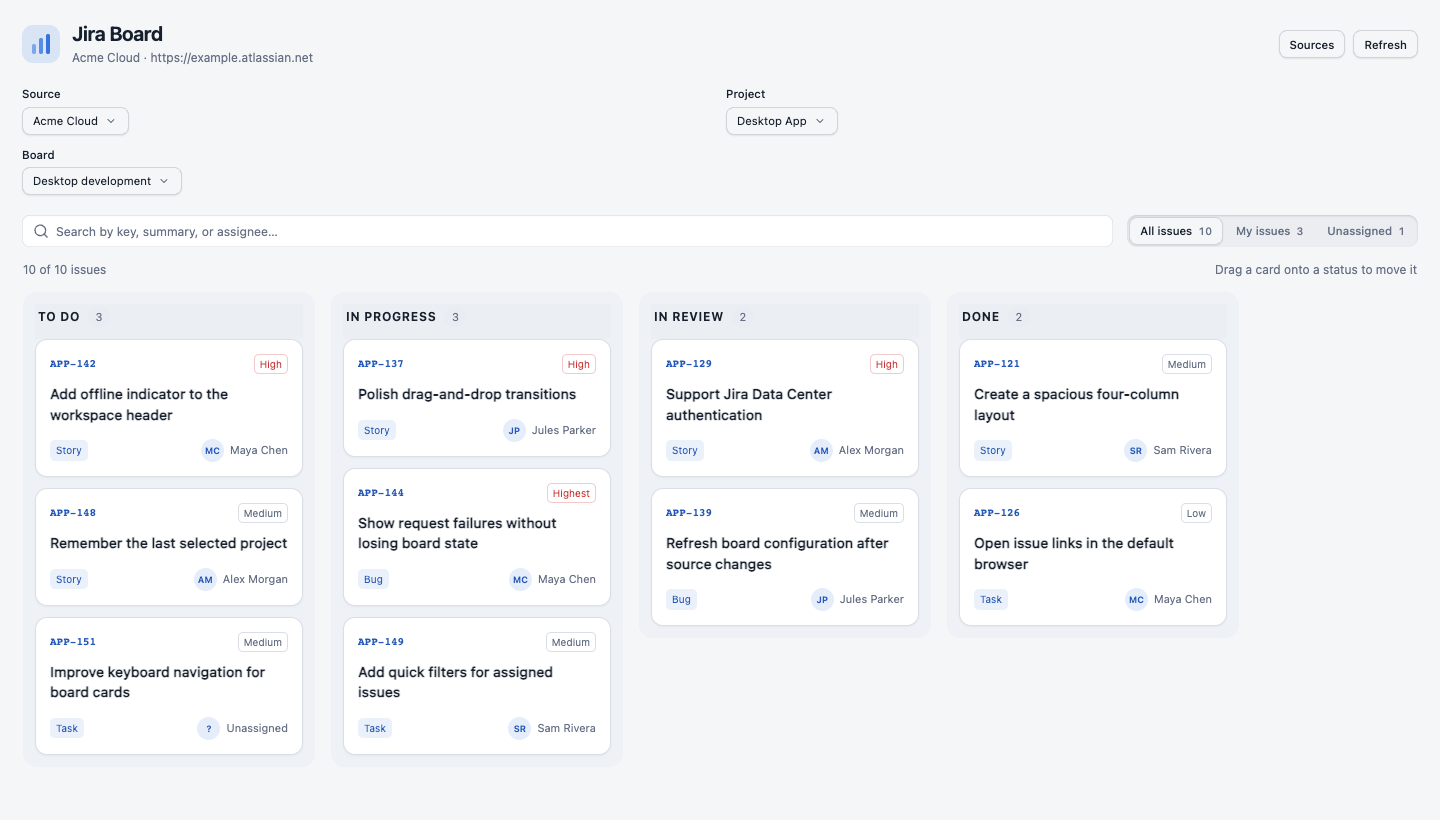 Jira Board
Acme Cloud · https://example.atlassian.net
Sources
Refresh
Source
Acme Cloud
Project
Desktop App
Board
Desktop development
Search by key, summary, or assignee...
All issues 10
My issues 3
Unassigned 1
10 of 10 issues
Drag a card onto a status to move it
TO DO 3
APP-142
High
Add offline indicator to the
workspace header
Story
MC Maya Chen
APP-148
Medium
Remember the last selected project
Story
AM Alex Morgan
APP-151
Medium
Improve keyboard navigation for
board cards
Task
? Unassigned
IN PROGRESS 3
APP-137
High
Polish drag-and-drop transitions
Story
JP Jules Parker
APP-144
Highest
Show request failures without
losing board state
Bug
MC Maya Chen
APP-149
Medium
Add quick filters for assigned
issues
Task
SR Sam Rivera
IN REVIEW 2
APP-129
High
Support Jira Data Center
authentication
Story
AM Alex Morgan
APP-139
Medium
Refresh board configuration after
source changes
Bug
JP Jules Parker
DONE 2
APP-121
Medium
Create a spacious four-column
layout
Story
SR Sam Rivera
APP-126
Low
Open issue links in the default
browser
Task
MC Maya Chen